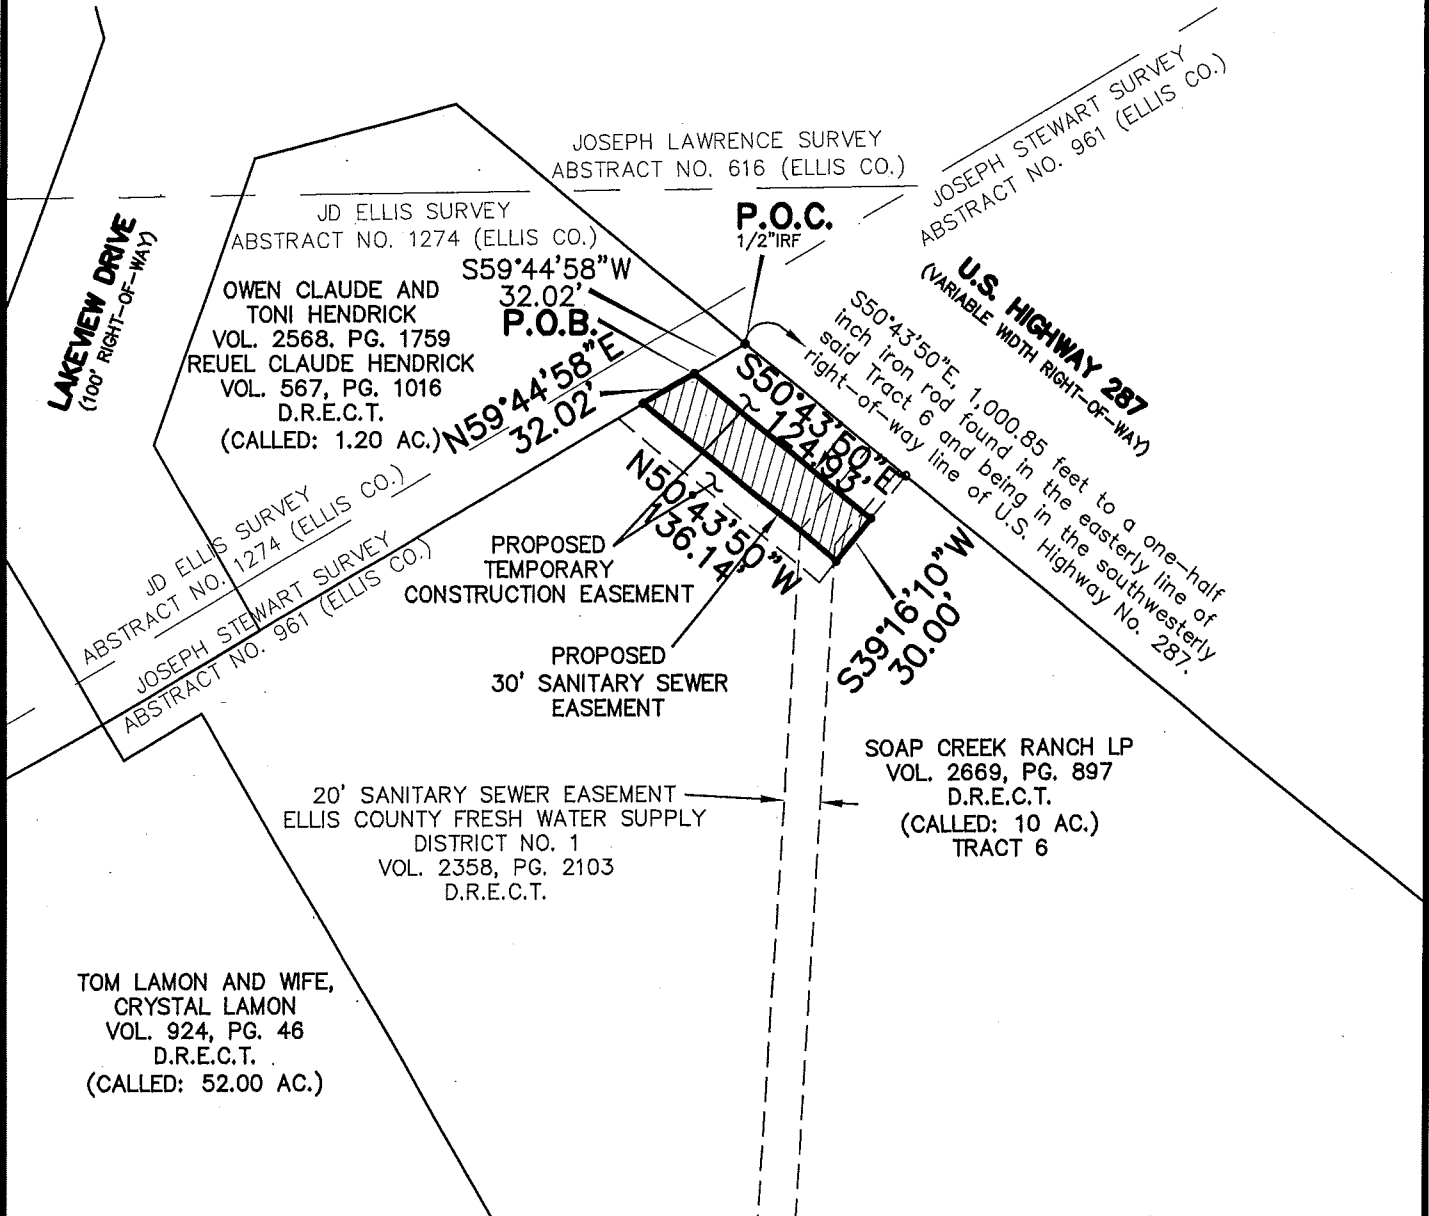 JOSEPH LAWRENCE SURVEY
ABSTRACT NO. 616 (ELLIS CO.)
JOSEPH STEWART SURVEY
ABSTRACT NO. 961 (ELLIS CO.)
JD ELLIS SURVEY
ABSTRACT NO. 1274 (ELLIS CO.)
P.O.C.
1/2"IRF
LAKEVIEW DRIVE
(100' RIGHT-OF-WAY)
S59°44'58"W
32.02'
P.O.B.
OWEN CLAUDE AND
TONI HENDRICK
VOL. 2568. PG. 1759
REUEL CLAUDE HENDRICK
VOL. 567, PG. 1016
D.R.E.C.T.
(CALLED: 1.20 AC.)
N59°44'58"E
32.02'
U.S. HIGHWAY 287
(VARIABLE WIDTH RIGHT-OF-WAY)
S50°43'50"E, 1,000.85 feet to a one-half
inch iron rod found in the easterly line of
said Tract 6 and being in the southwesterly
right-of-way line of U.S. Highway No. 287.
S50°43'50"E
~ 124.93'
N50°43'50"W
136.14'
S39°16'10"W
30.00'
JD ELLIS SURVEY
ABSTRACT NO. 1274 (ELLIS CO.)
JOSEPH STEWART SURVEY
ABSTRACT NO. 961 (ELLIS CO.)
PROPOSED
TEMPORARY
CONSTRUCTION EASEMENT
PROPOSED
30' SANITARY SEWER
EASEMENT
20' SANITARY SEWER EASEMENT
ELLIS COUNTY FRESH WATER SUPPLY
DISTRICT NO. 1
VOL. 2358, PG. 2103
D.R.E.C.T.
SOAP CREEK RANCH LP
VOL. 2669, PG. 897
D.R.E.C.T.
(CALLED: 10 AC.)
TRACT 6
TOM LAMON AND WIFE,
CRYSTAL LAMON
VOL. 924, PG. 46
D.R.E.C.T.
(CALLED: 52.00 AC.)